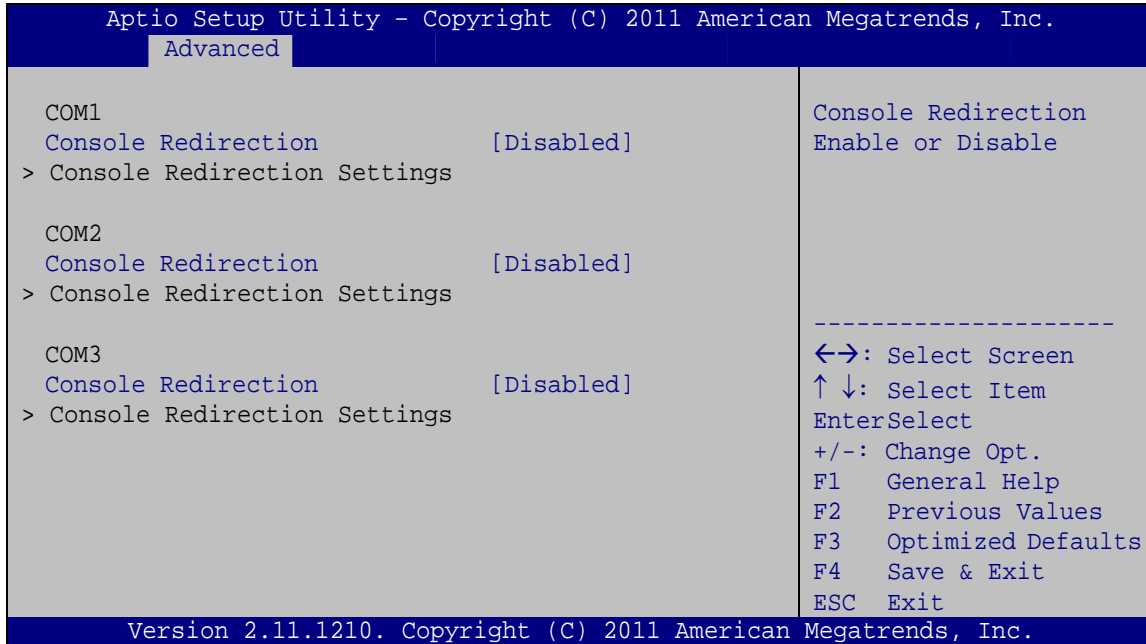 Aptio Setup Utility – Copyright (C) 2011 American Megatrends, Inc.
Advanced
COM1
Console Redirection [Disabled]
> Console Redirection Settings
COM2
Console Redirection [Disabled]
> Console Redirection Settings
COM3
Console Redirection [Disabled]
> Console Redirection Settings
Console Redirection
Enable or Disable
---------------------
←→: Select Screen
↑ ↓: Select Item
EnterSelect
+/-: Change Opt.
F1 General Help
F2 Previous Values
F3 Optimized Defaults
F4 Save & Exit
ESC Exit
Version 2.11.1210. Copyright (C) 2011 American Megatrends, Inc.